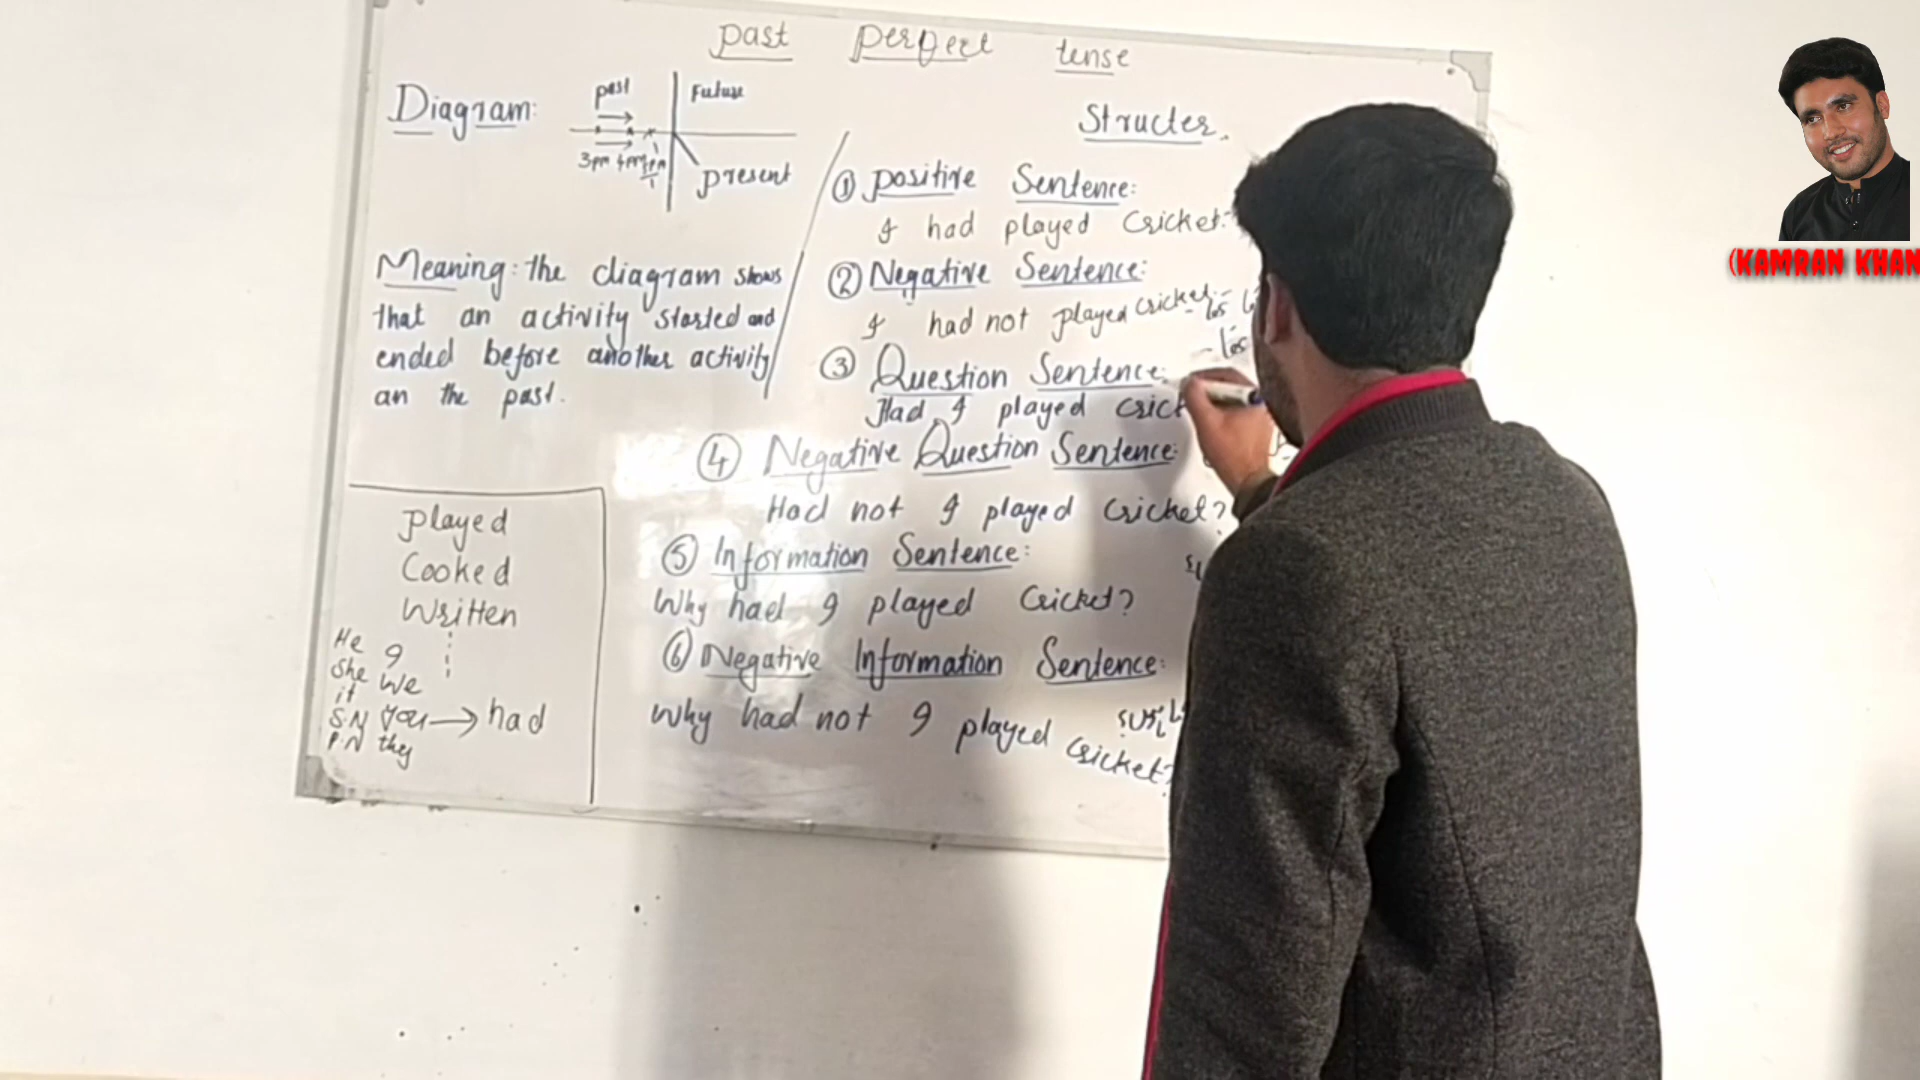 past perfect tense
Diagram:
past
Future
3pm 4pm
present
Meaning: the diagram shows
that an activity started and
ended before another activity
an the past.
Structer.
① positive Sentence:
I had played Cricket.
② Negative Sentence:
I had not played Cricket
③ Question Sentence:
Had I played
④ Negative Question Sentence:
Had not I played Cricket?
⑤ Information Sentence:
Why had I played Cricket?
⑥ Negative Information Sentence:
Why had not I played Cricket?
played
Cooked
Written
He I
She we
it
S.N You → had
P.N they
(KAMRAN KHAN